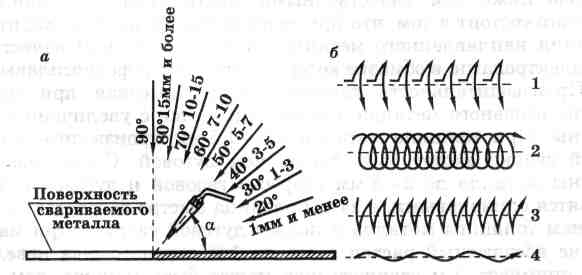 а
90°
80°15мм и более
70° 10-15
60° 7-10
50° 5-7
40° 3-5
30° 1-3
20°
1мм и менее
Поверхность
свариваемого
металла
α
б
1
2
3
4